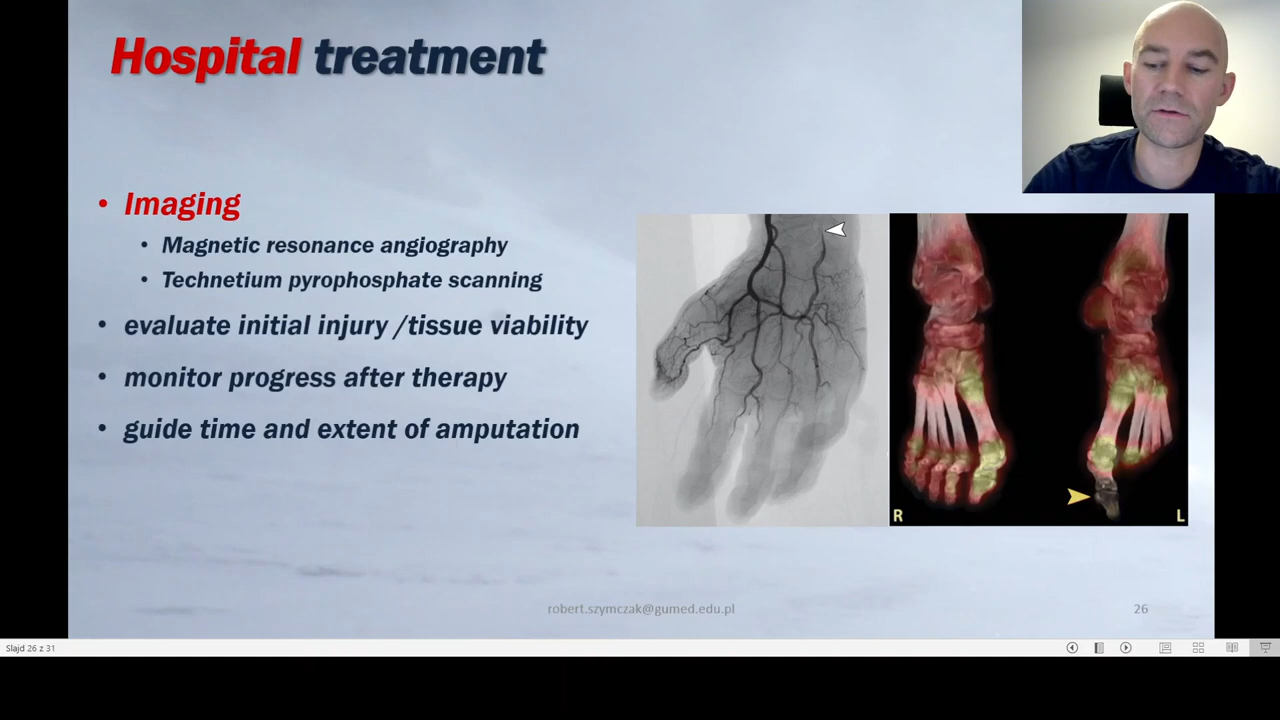 Hospital treatment
• Imaging
• Magnetic resonance angiography
• Technetium pyrophosphate scanning
• evaluate initial injury /tissue viability
• monitor progress after therapy
• guide time and extent of amputation
R
L
robert.szymczak@gumed.edu.pl
26
Slajd 26 z 31